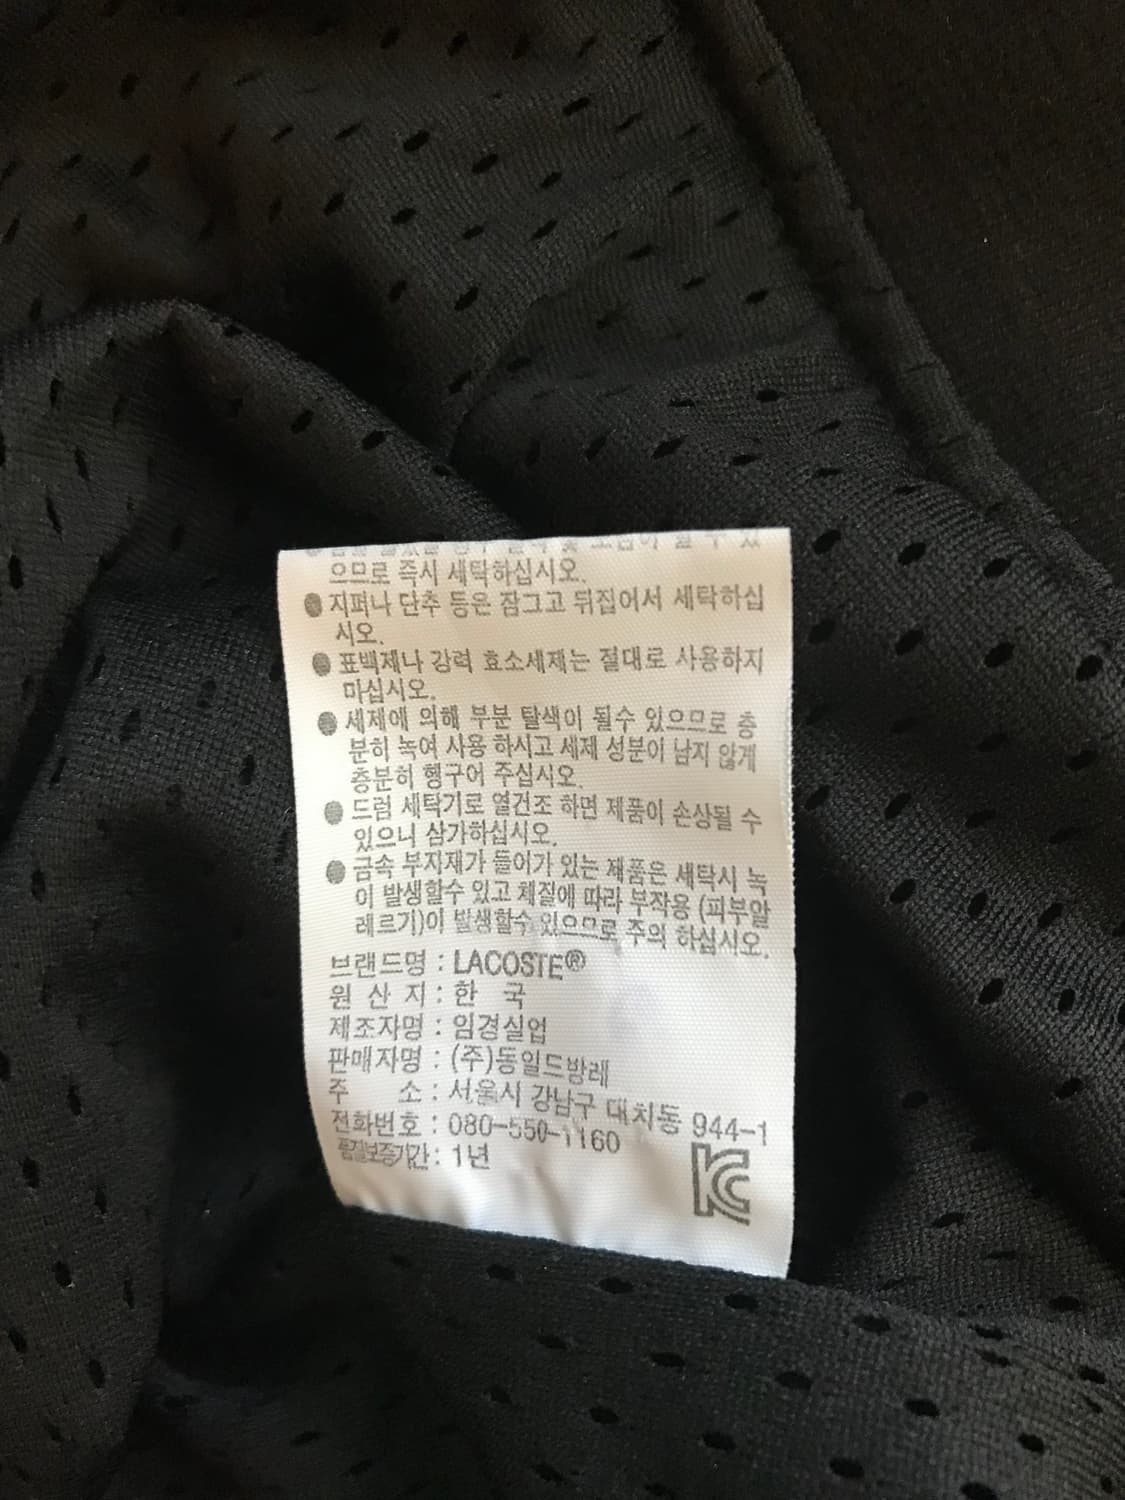 으므로 즉시 세탁하십시오.
● 지퍼나 단추 등은 잠그고 뒤집어서 세탁하십
시오.
● 표백제나 강력 효소세제는 절대로 사용하지
마십시오.
● 세제에 의해 부분 탈색이 될수 있으므로 충
분히 녹여 사용 하시고 세제 성분이 남지 않게
충분히 헹구어 주십시오.
● 드럼 세탁기로 열건조 하면 제품이 손상될 수
있으니 삼가하십시오.
● 금속 부자재가 들어가 있는 제품은 세탁시 녹
이 발생할수 있고 체질에 따라 부작용 (피부알
레르기)이 발생할수 있으므로 주의 하십시오.
브랜드명 : LACOSTE®
원 산 지 : 한 국
제조자명 : 임경실업
판매자명 : (주)동일드방레
주 소 : 서울시 강남구 대치동 944-1
전화번호 : 080-550-1160
품질보증기간 : 1년
KC